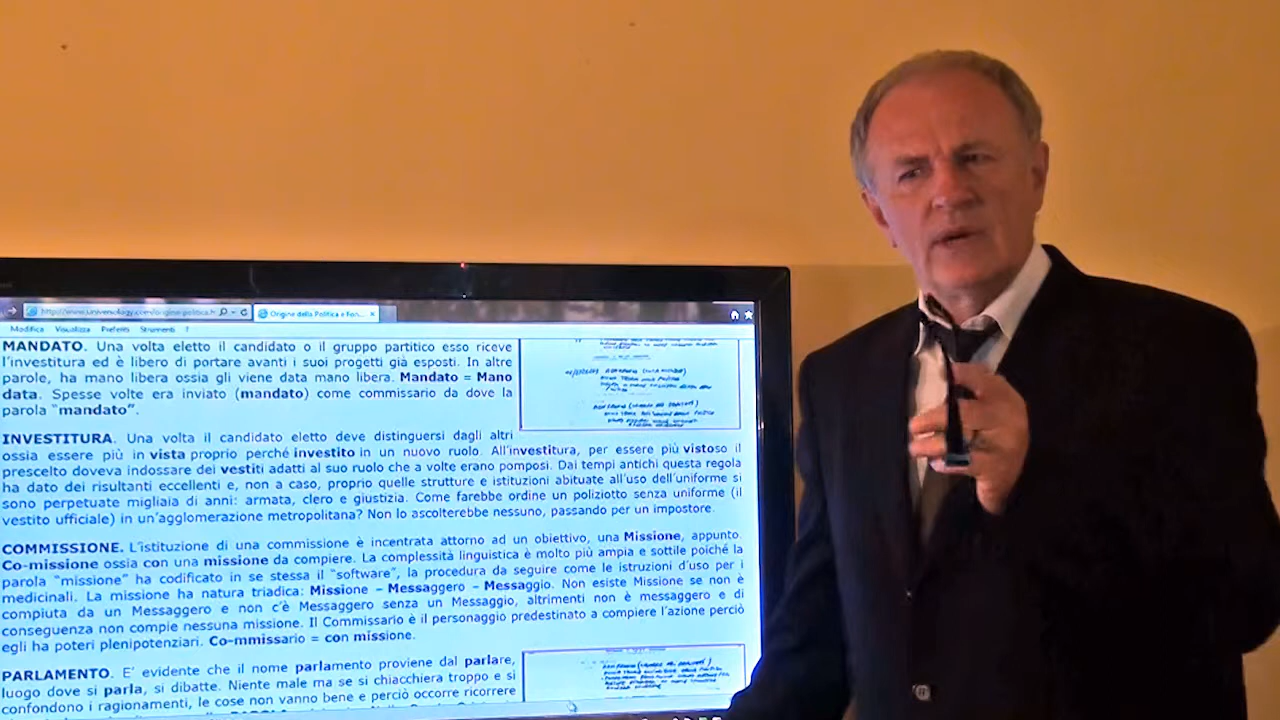 http://www.universology.com/origine-politica.h
Origine della Politica e Fon...
Modifica Visualizza Preferiti Strumenti ?
MANDATO. Una volta eletto il candidato o il gruppo partitico esso riceve
l'investitura ed è libero di portare avanti i suoi progetti già esposti. In altre
parole, ha mano libera ossia gli viene data mano libera. Mandato = Mano
data. Spesse volte era inviato (mandato) come commissario da dove la
parola "mandato".
INVESTITURA. Una volta il candidato eletto deve distinguersi dagli altri
ossia essere più in vista proprio perché investito in un nuovo ruolo. All'investitura, per essere più vistoso il
prescelto doveva indossare dei vestiti adatti al suo ruolo che a volte erano pomposi. Dai tempi antichi questa regola
ha dato dei risultanti eccellenti e, non a caso, proprio quelle strutture e istituzioni abituate all'uso dell'uniforme si
sono perpetuate migliaia di anni: armata, clero e giustizia. Come farebbe ordine un poliziotto senza uniforme (il
vestito ufficiale) in un'agglomerazione metropolitana? Non lo ascolterebbe nessuno, passando per un impostore.
COMMISSIONE. L'istituzione di una commissione è incentrata attorno ad un obiettivo, una Missione, appunto.
Co-missione ossia con una missione da compiere. La complessità linguistica è molto più ampia e sottile poiché la
parola "missione" ha codificato in se stessa il "software", la procedura da seguire come le istruzioni d'uso per i
medicinali. La missione ha natura triadica: Missione – Messaggero – Messaggio. Non esiste Missione se non è
compiuta da un Messaggero e non c'è Messaggero senza un Messaggio, altrimenti non è messaggero e di
conseguenza non compie nessuna missione. Il Commissario è il personaggio predestinato a compiere l'azione perciò
egli ha poteri plenipotenziari. Co-mmissario = con missione.
PARLAMENTO. E' evidente che il nome parlamento proviene dal parlare,
luogo dove si parla, si dibatte. Niente male ma se si chiacchiera troppo e si
confondono i ragionamenti, le cose non vanno bene e perciò occorre ricorrere